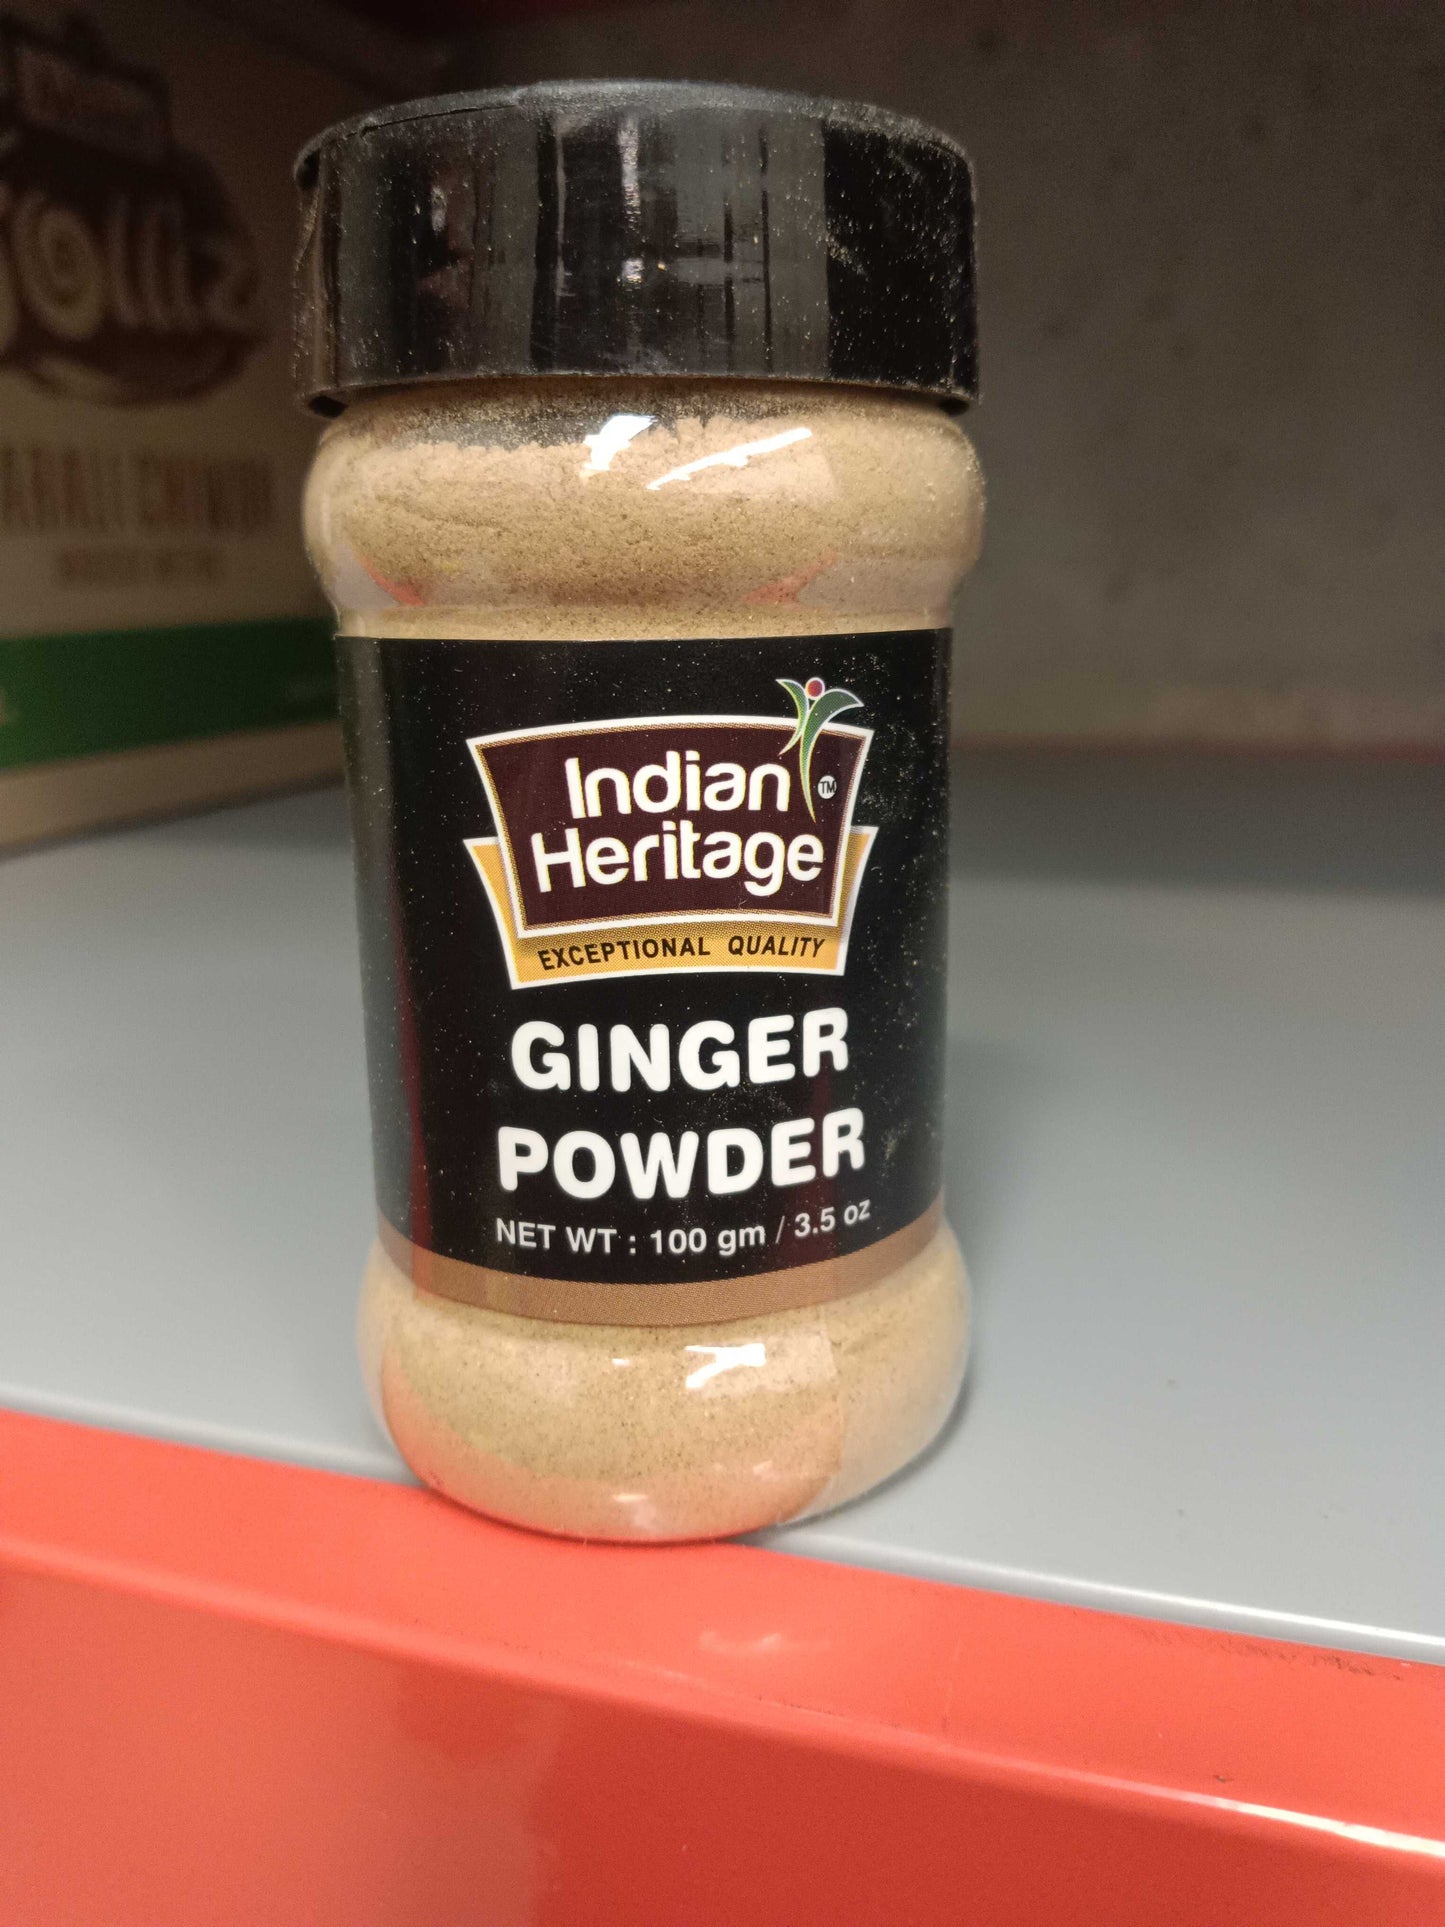 Indian
TM
Heritage
EXCEPTIONAL QUALITY
GINGER
POWDER
NET WT : 100 gm / 3.5 oz